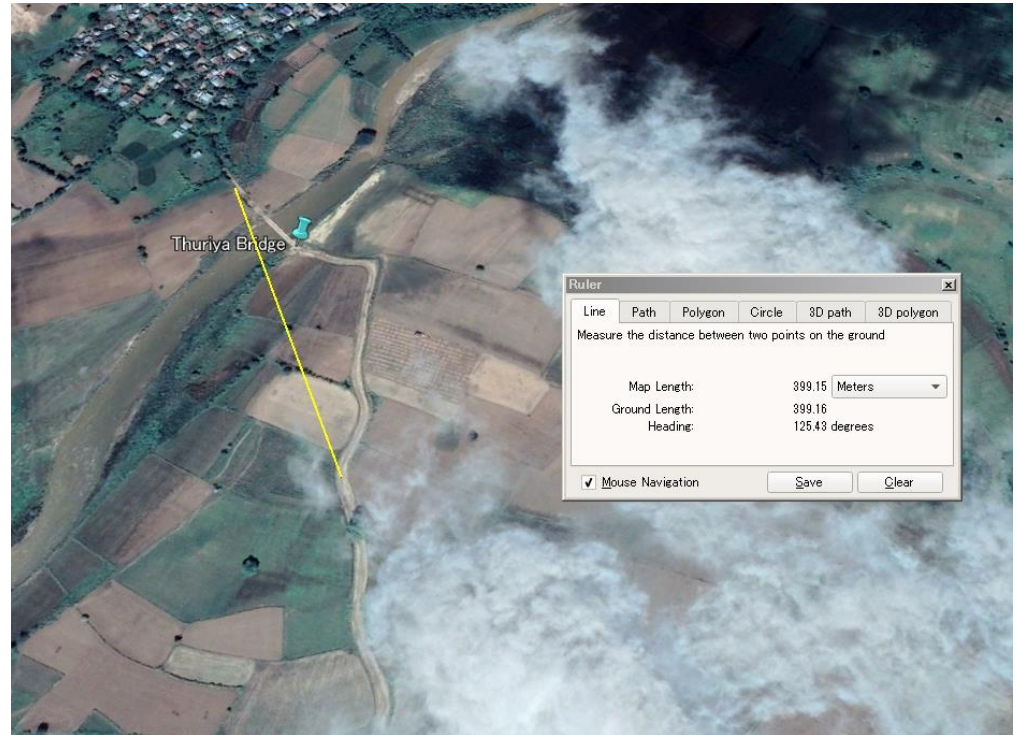 Thuriya Bridge
Ruler
Line Path Polygon Circle 3D path 3D polygon
Measure the distance between two points on the ground
Map Length: 399.15 Meters
Ground Length: 399.16
Heading: 125.43 degrees
Mouse Navigation Save Clear